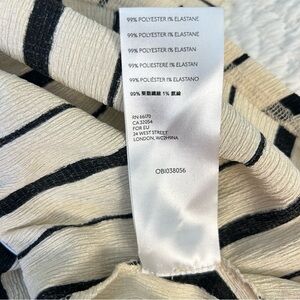 99% POLYESTER 1% ELASTANE
99% POLYESTER 1% ELASTANE
99% POLYESTER 1% ELASTAN
99% POLIESTERE 1% ELASTAN
99% POLIÉSTER 1% ELASTANO
99% 聚酯纖維 1% 氨綸
RN 66170
CA 32054
FOR EU
24 WEST STREET
LONDON, WC2H9NA
OBI038056